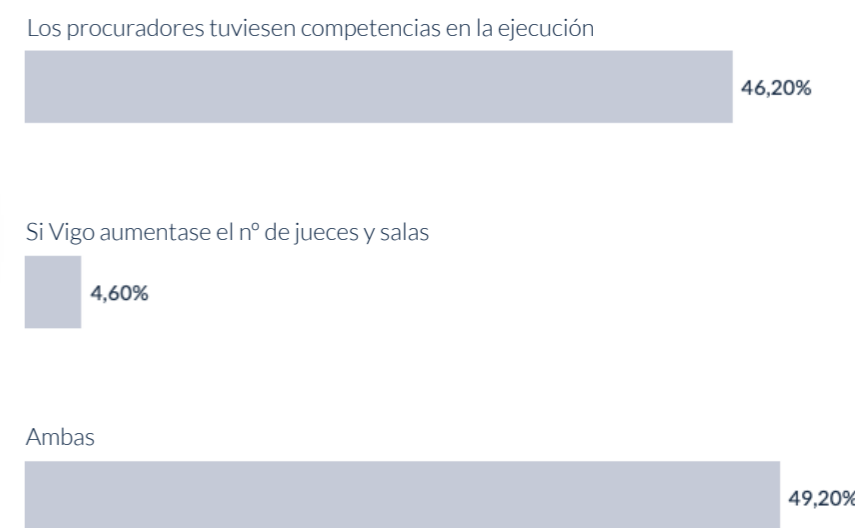 Los procuradores tuviesen competencias en la ejecución
46,20%
Si Vigo aumentase el nº de jueces y salas
4,60%
Ambas
49,20%